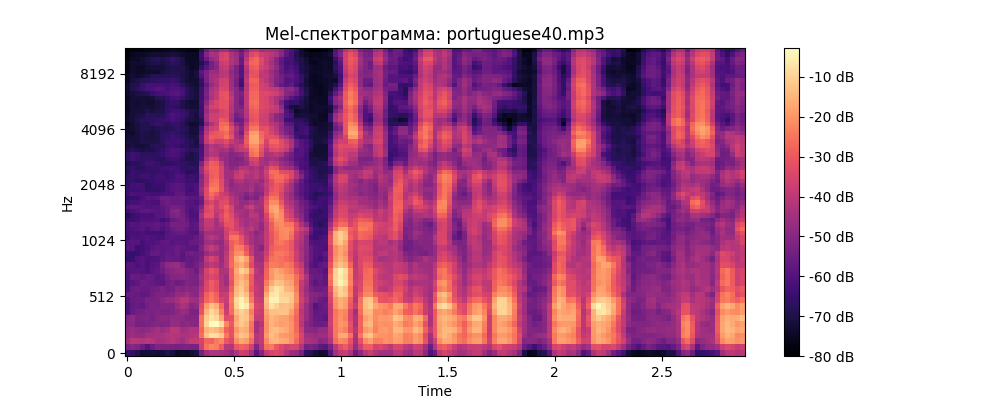 Mel-спектрограмма: portuguese40.mp3
8192
4096
2048
1024
512
0
Hz
0
0.5
1
1.5
2
2.5
Time
-10 dB
-20 dB
-30 dB
-40 dB
-50 dB
-60 dB
-70 dB
-80 dB